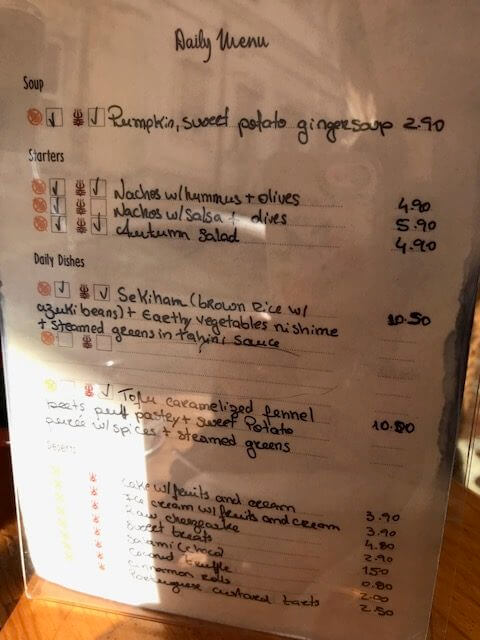 Daily Menu
Soup
Pumpkin, sweet potato ginger soup 2.90
Starters
Nachos w/hummus + olives 4.90
Nachos w/salsa + olives 5.90
Autumn Salad 4.90
Daily Dishes
Sekiham (brown rice w/ 10.50
azuki beans) + Earthy vegetables nishime
+ steamed greens in tahini sauce
Tofu caramelized fennel
beets puff pastry + sweet potato 10.80
purée w/spices + steamed greens
Deserts
Cake w/fruits and cream 3.90
Ice cream w/ fruits and cream 3.90
Raw cheesecake 4.80
Sweet treats 2.90
Salami 1.50
Coconut truffle 0.80
Cinnamon rolls 2.00
Portuguese custard tarts 2.50